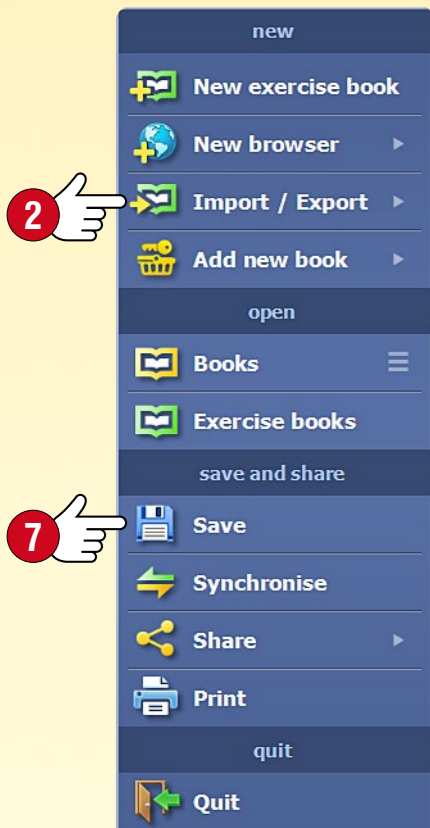 new
New exercise book
New browser
2
Import / Export
Add new book
open
Books
Exercise books
save and share
7
Save
Synchronise
Share
Print
quit
Quit